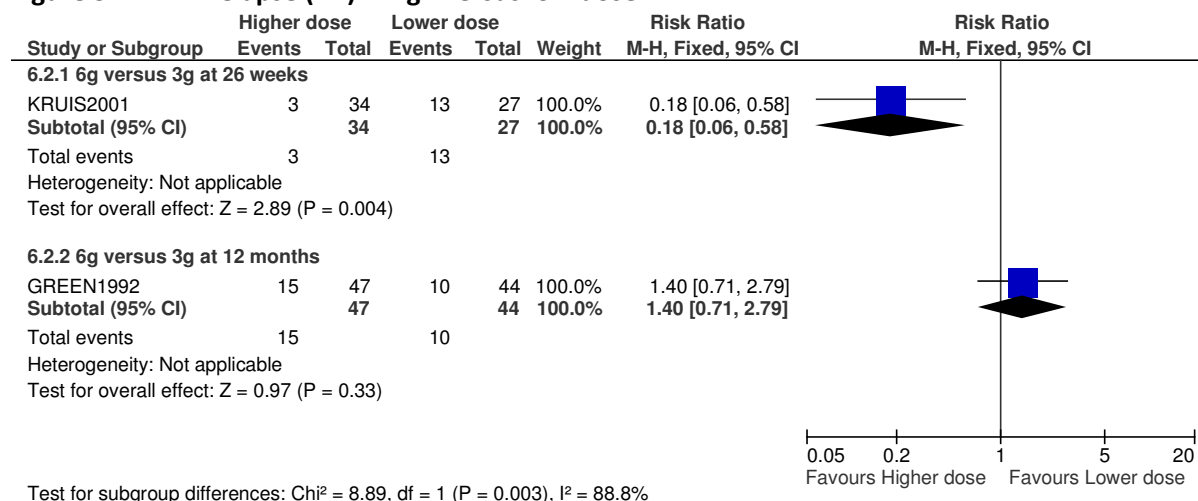 Higher dose Lower dose Risk Ratio Risk Ratio
Study or Subgroup Events Total Events Total Weight M-H, Fixed, 95% CI M-H, Fixed, 95% CI
6.2.1 6g versus 3g at 26 weeks
KRUIS2001 3 34 13 27 100.0% 0.18 [0.06, 0.58]
Subtotal (95% CI) 34 27 100.0% 0.18 [0.06, 0.58]
Total events 3 13
Heterogeneity: Not applicable
Test for overall effect: Z = 2.89 (P = 0.004)
6.2.2 6g versus 3g at 12 months
GREEN1992 15 47 10 44 100.0% 1.40 [0.71, 2.79]
Subtotal (95% CI) 47 44 100.0% 1.40 [0.71, 2.79]
Total events 15 10
Heterogeneity: Not applicable
Test for overall effect: Z = 0.97 (P = 0.33)
0.05 0.2 1 5 20
Favours Higher dose Favours Lower dose
Test for subgroup differences: Chi² = 8.89, df = 1 (P = 0.003), I² = 88.8%